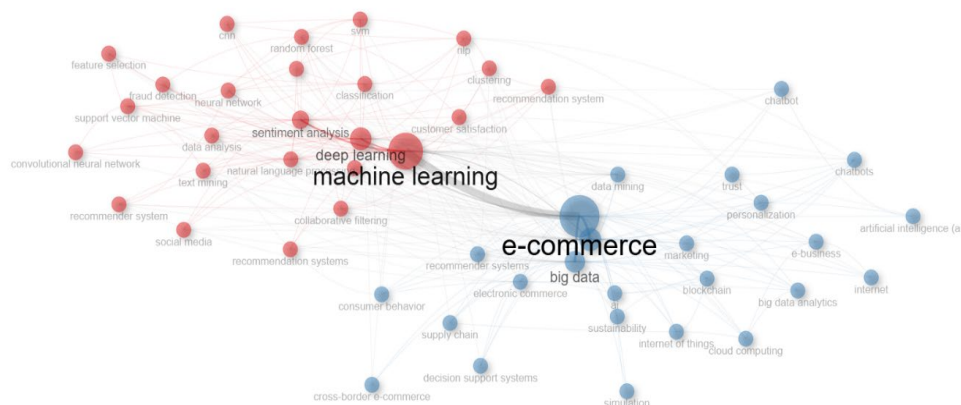 svm
cnn
random forest
nlp
feature selection
clustering
fraud detection
neural network
classification
recommendation system
chatbot
support vector machine
sentiment analysis
customer satisfaction
data analysis
deep learning
convolutional neural network
natural language
machine learning
data mining
trust
chatbots
text mining
recommender system
collaborative filtering
personalization
artificial intelligence (a
social media
e-commerce
marketing
e-business
recommendation systems
recommender systems
big data
blockchain
internet
electronic commerce
consumer behavior
ai
big data analytics
sustainability
supply chain
internet of things
cloud computing
decision support systems
cross-border e-commerce
simulation